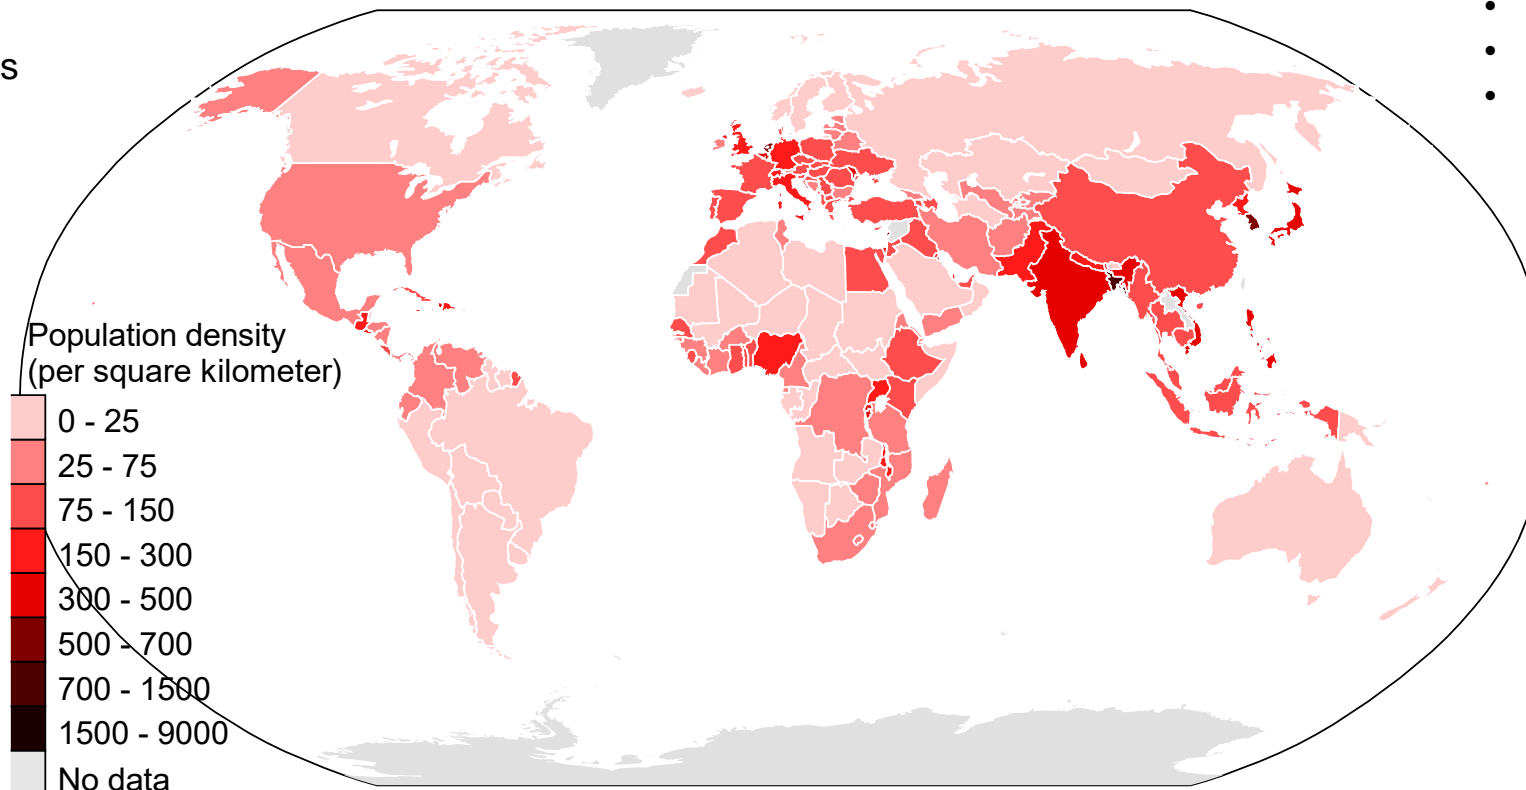 s
•
•
•
Population density
(per square kilometer)
0 - 25
25 - 75
75 - 150
150 - 300
300 - 500
500 - 700
700 - 1500
1500 - 9000
No data